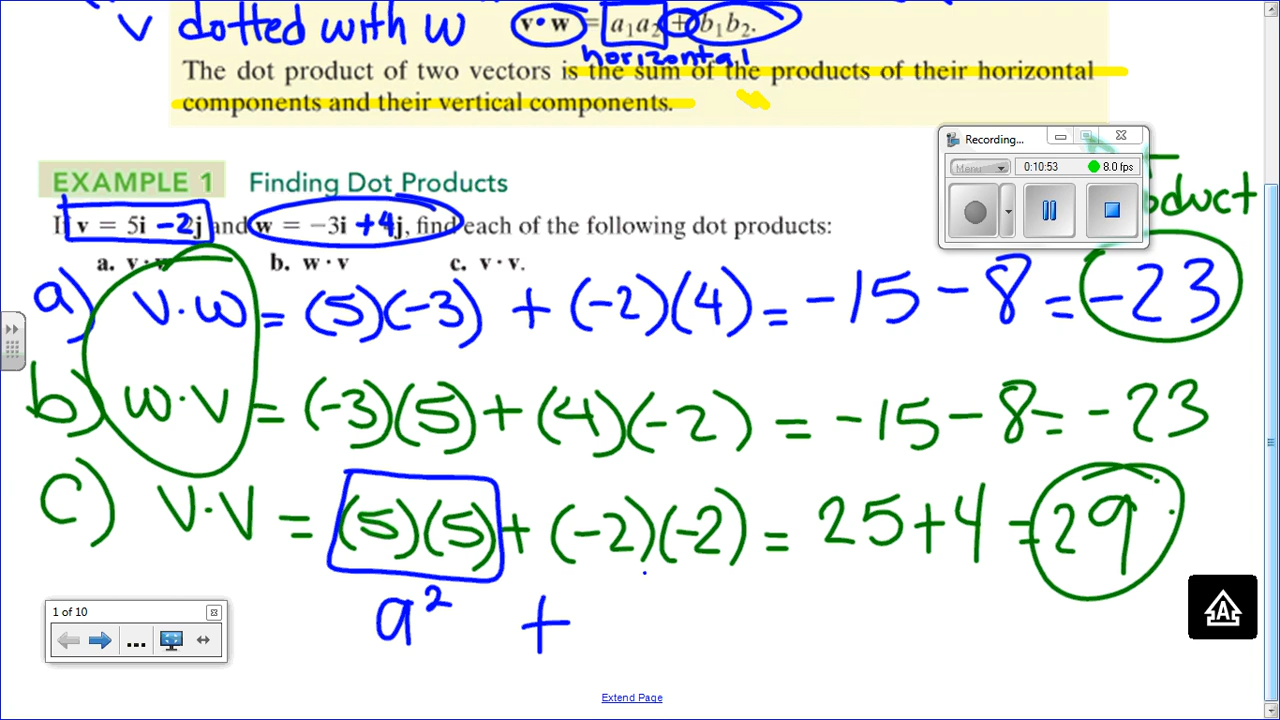 v dotted with w v · w = a₁a₂ + b₁b₂.
horizontal
The dot product of two vectors is the sum of the products of their horizontal
components and their vertical components.
Recording...
Menu 0:10:53 8.0 fps
EXAMPLE 1 Finding Dot Products
If v = 5i -2j and w = −3i +4j, find each of the following dot products:
a. v · w b. w · v c. v · v.
a) v·w = (5)(-3) + (-2)(4) = -15 - 8 = -23
b) w·v = (-3)(5) + (4)(-2) = -15 - 8 = -23
c) v·v = (5)(5) + (-2)(-2) = 25+4 = 29
a² +
1 of 10
Extend Page